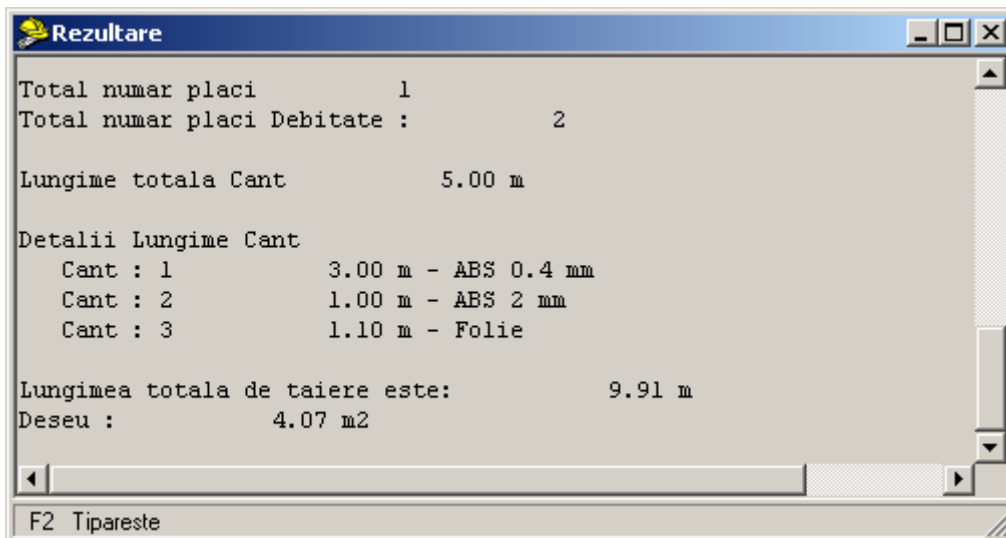 Rezultare
Total numar placi 1
Total numar placi Debitate : 2
Lungime totala Cant 5.00 m
Detalii Lungime Cant
Cant : 1 3.00 m - ABS 0.4 mm
Cant : 2 1.00 m - ABS 2 mm
Cant : 3 1.10 m - Folie
Lungimea totala de taiere este: 9.91 m
Deseu : 4.07 m2
F2 Tipareste